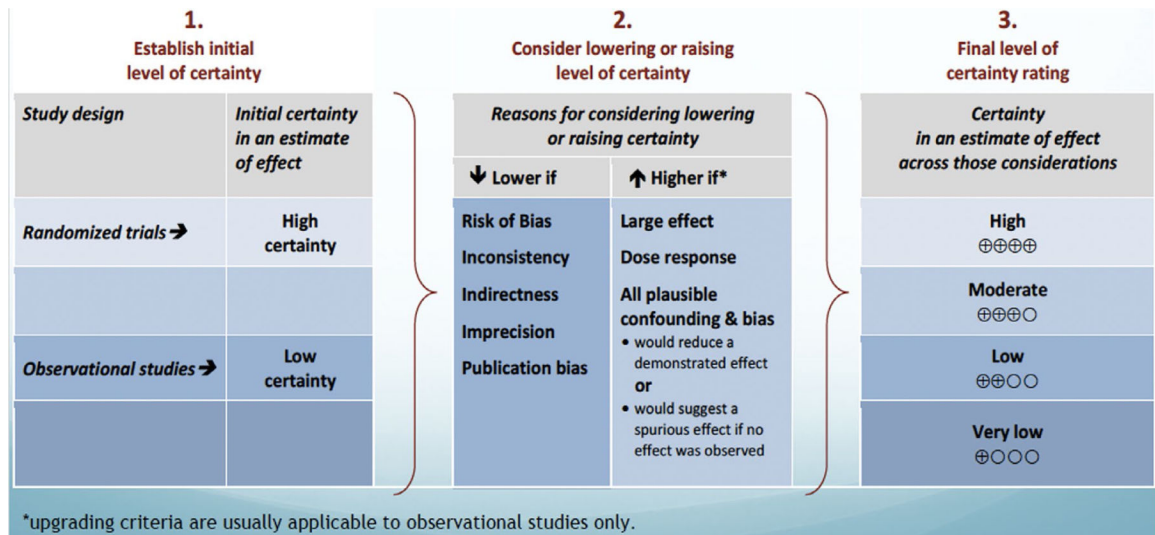 1.
Establish initial
level of certainty
2.
Consider lowering or raising
level of certainty
3.
Final level of
certainty rating
Study design
Initial certainty
in an estimate
of effect
Reasons for considering lowering
or raising certainty
Certainty
in an estimate of effect
across those considerations
🡻 Lower if
🡹 Higher if*
Randomized trials ➔
High
certainty
Observational studies ➔
Low
certainty
Risk of Bias
Inconsistency
Indirectness
Imprecision
Publication bias
Large effect
Dose response
All plausible
confounding & bias
• would reduce a
demonstrated effect
or
• would suggest a
spurious effect if no
effect was observed
High
⊕⊕⊕⊕
Moderate
⊕⊕⊕○
Low
⊕⊕○○
Very low
⊕○○○
*upgrading criteria are usually applicable to observational studies only.